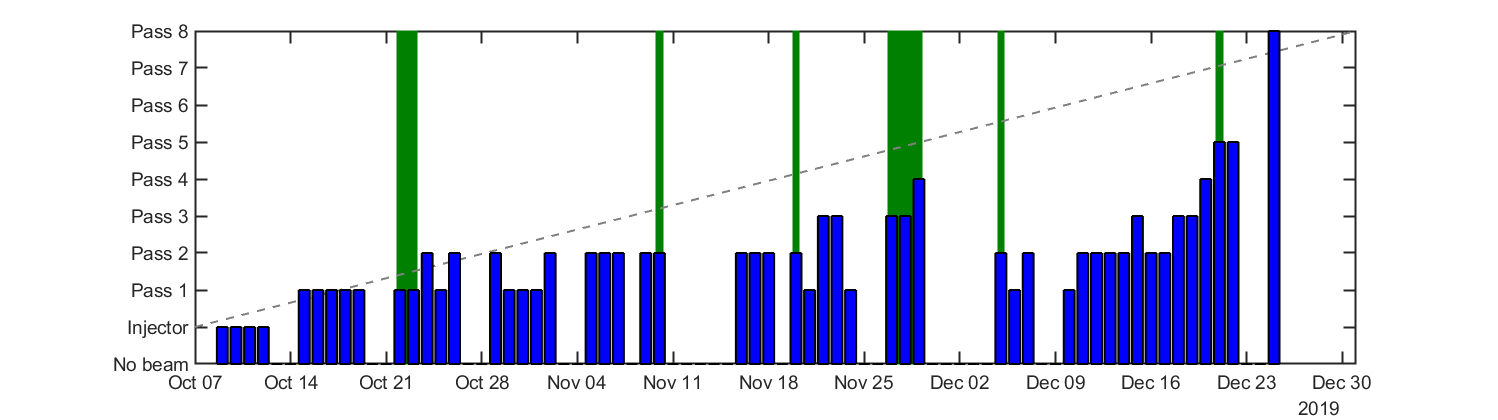 Pass 8
Pass 7
Pass 6
Pass 5
Pass 4
Pass 3
Pass 2
Pass 1
Injector
No beam
Oct 07 Oct 14 Oct 21 Oct 28 Nov 04 Nov 11 Nov 18 Nov 25 Dec 02 Dec 09 Dec 16 Dec 23 Dec 30
2019